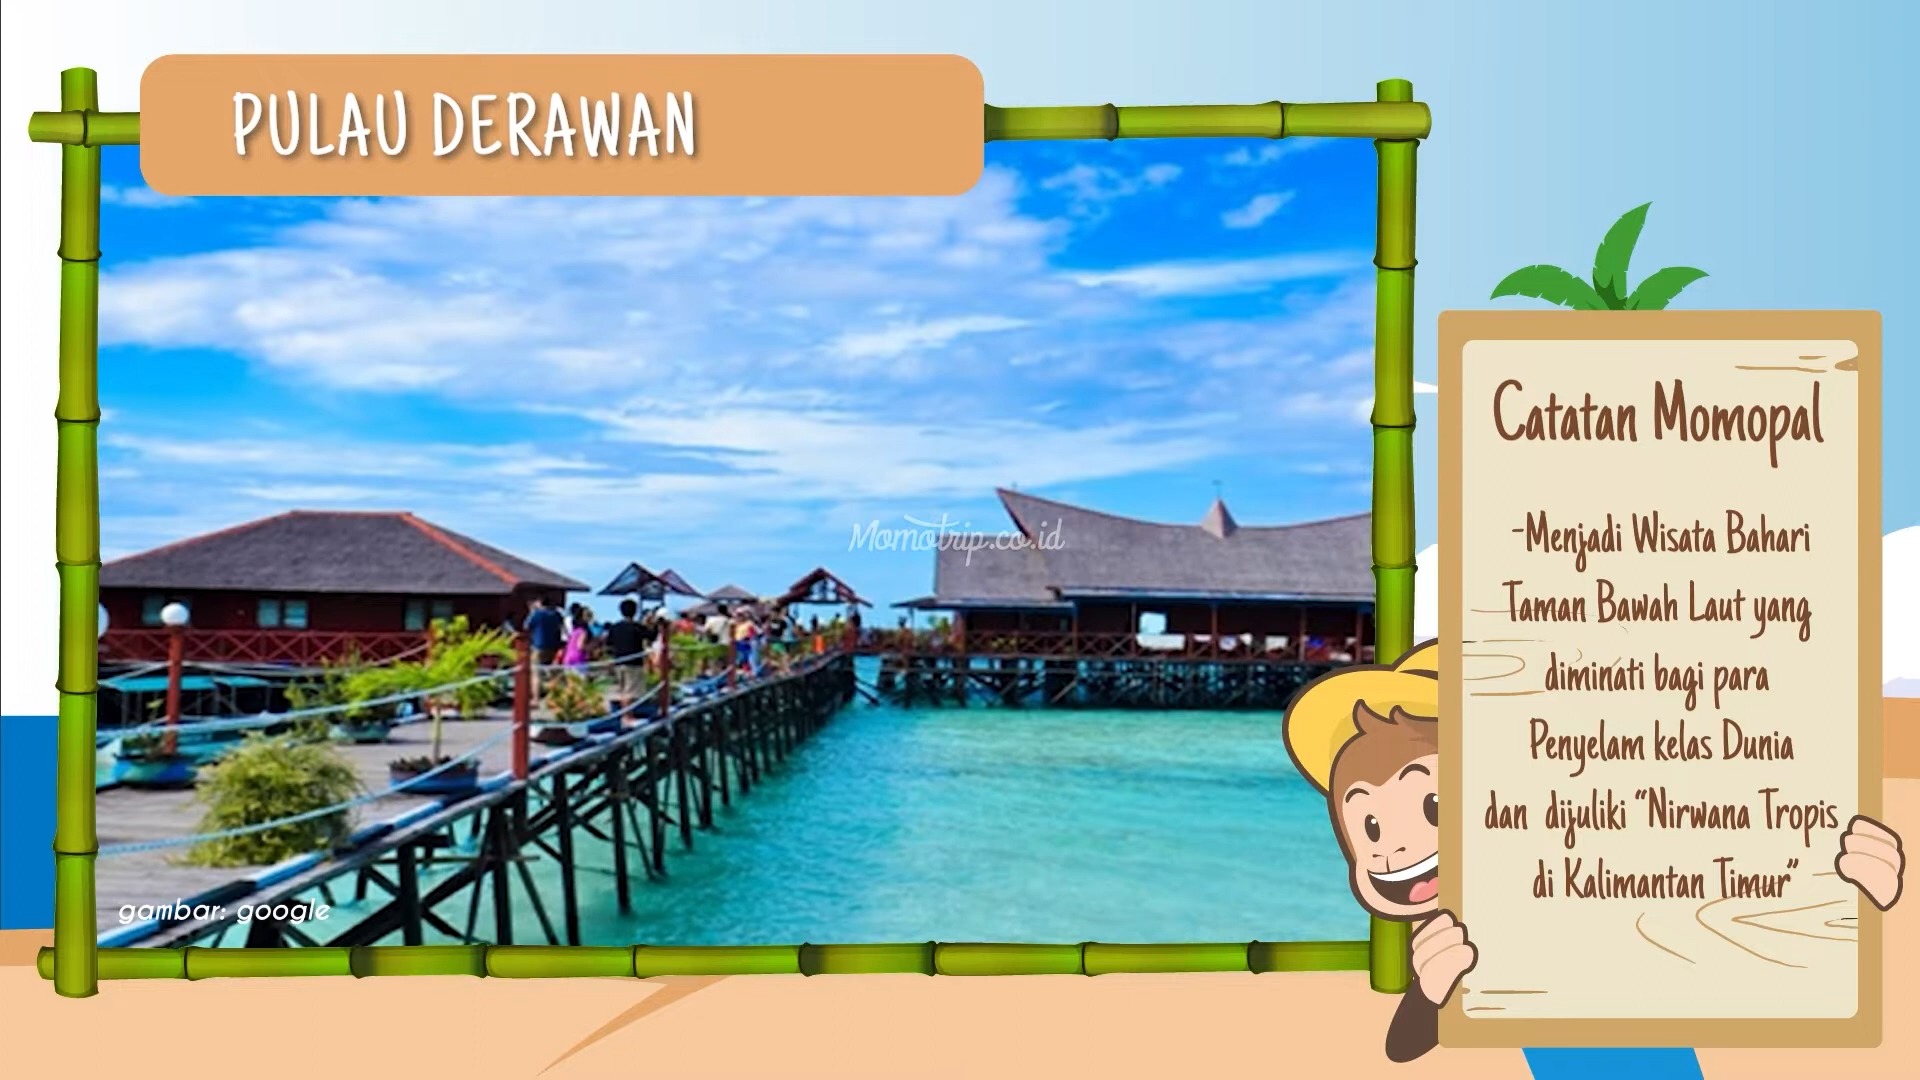 PULAU DERAWAN
Momotrip.co.id
gambar: google
Catatan Momopal
-Menjadi Wisata Bahari
Taman Bawah Laut yang
diminati bagi para
Penyelam kelas Dunia
dan dijuliki “Nirwana Tropis
di Kalimantan Timur”